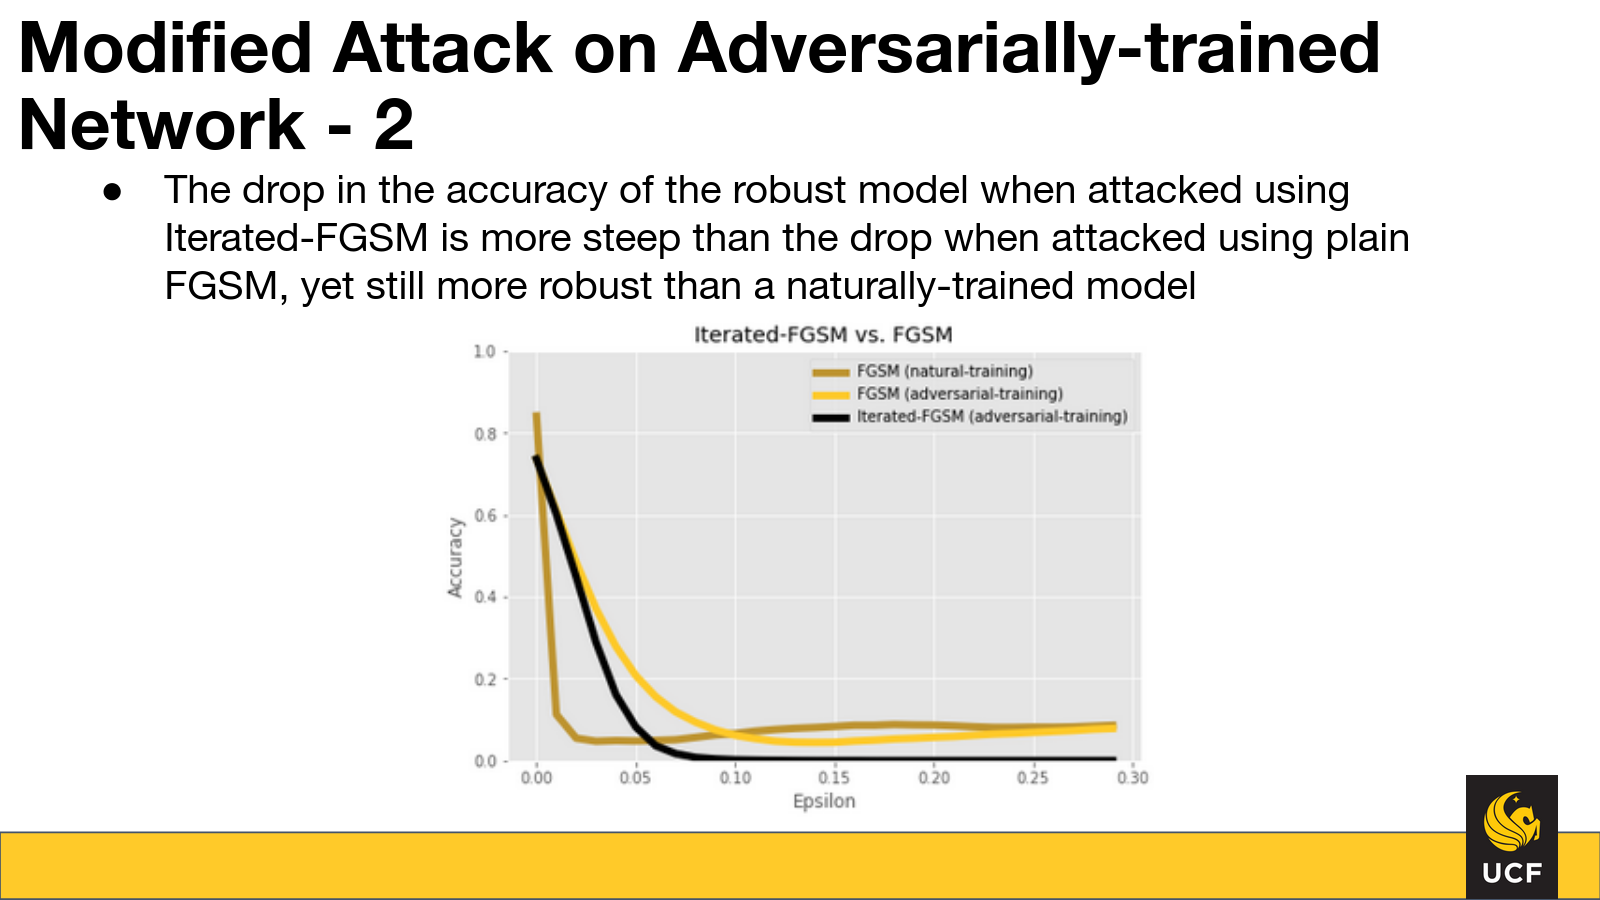 Modified Attack on Adversarially-trained
Network - 2
● The drop in the accuracy of the robust model when attacked using
Iterated-FGSM is more steep than the drop when attacked using plain
FGSM, yet still more robust than a naturally-trained model
Iterated-FGSM vs. FGSM
FGSM (natural-training)
FGSM (adversarial-training)
Iterated-FGSM (adversarial-training)
Accuracy
1.0
0.8
0.6
0.4
0.2
0.0
0.00 0.05 0.10 0.15 0.20 0.25 0.30
Epsilon
UCF